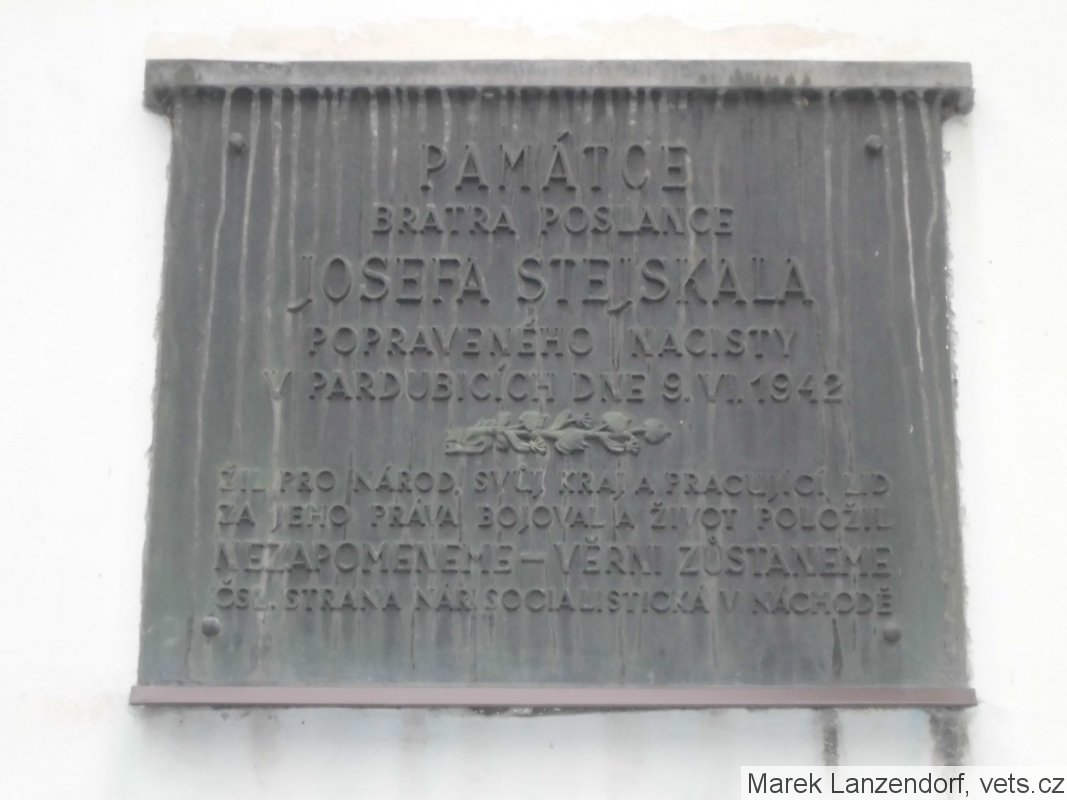 PAMÁTCE
BRATRA POSLANCE
JOSEFA STEJSKALA
POPRAVENÉHO NACISTY
V PARDUBICÍCH DNE 9.VI.1942.
ŽIL PRO NÁROD, SVŮJ KRAJ A PRACUJÍCÍ LID
ZA JEHO PRÁVA BOJOVAL A ŽIVOT POLOŽIL
NEZAPOMENEME – VĚRNI ZŮSTANEME
ČSL. STRANA NÁR. SOCIALISTICKÁ V NÁCHODĚ
Marek Lanzendorf, vets.cz